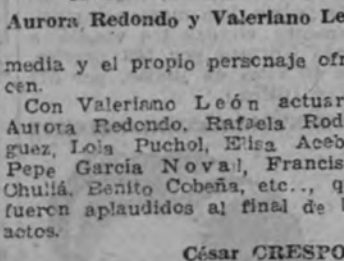 Aurora Redondo y Valeriano Le
media y el propio personaje ofr
cen.
Con Valeriano León actuar
Aurora Redondo, Rafaela Rod
guez, Lola Puchol, Elisa Aceb
Pepe García Noval, Francis
Chuliá, Benito Cobeña, etc.., q
fueron aplaudidos al final de l
actos.
César CRESPO